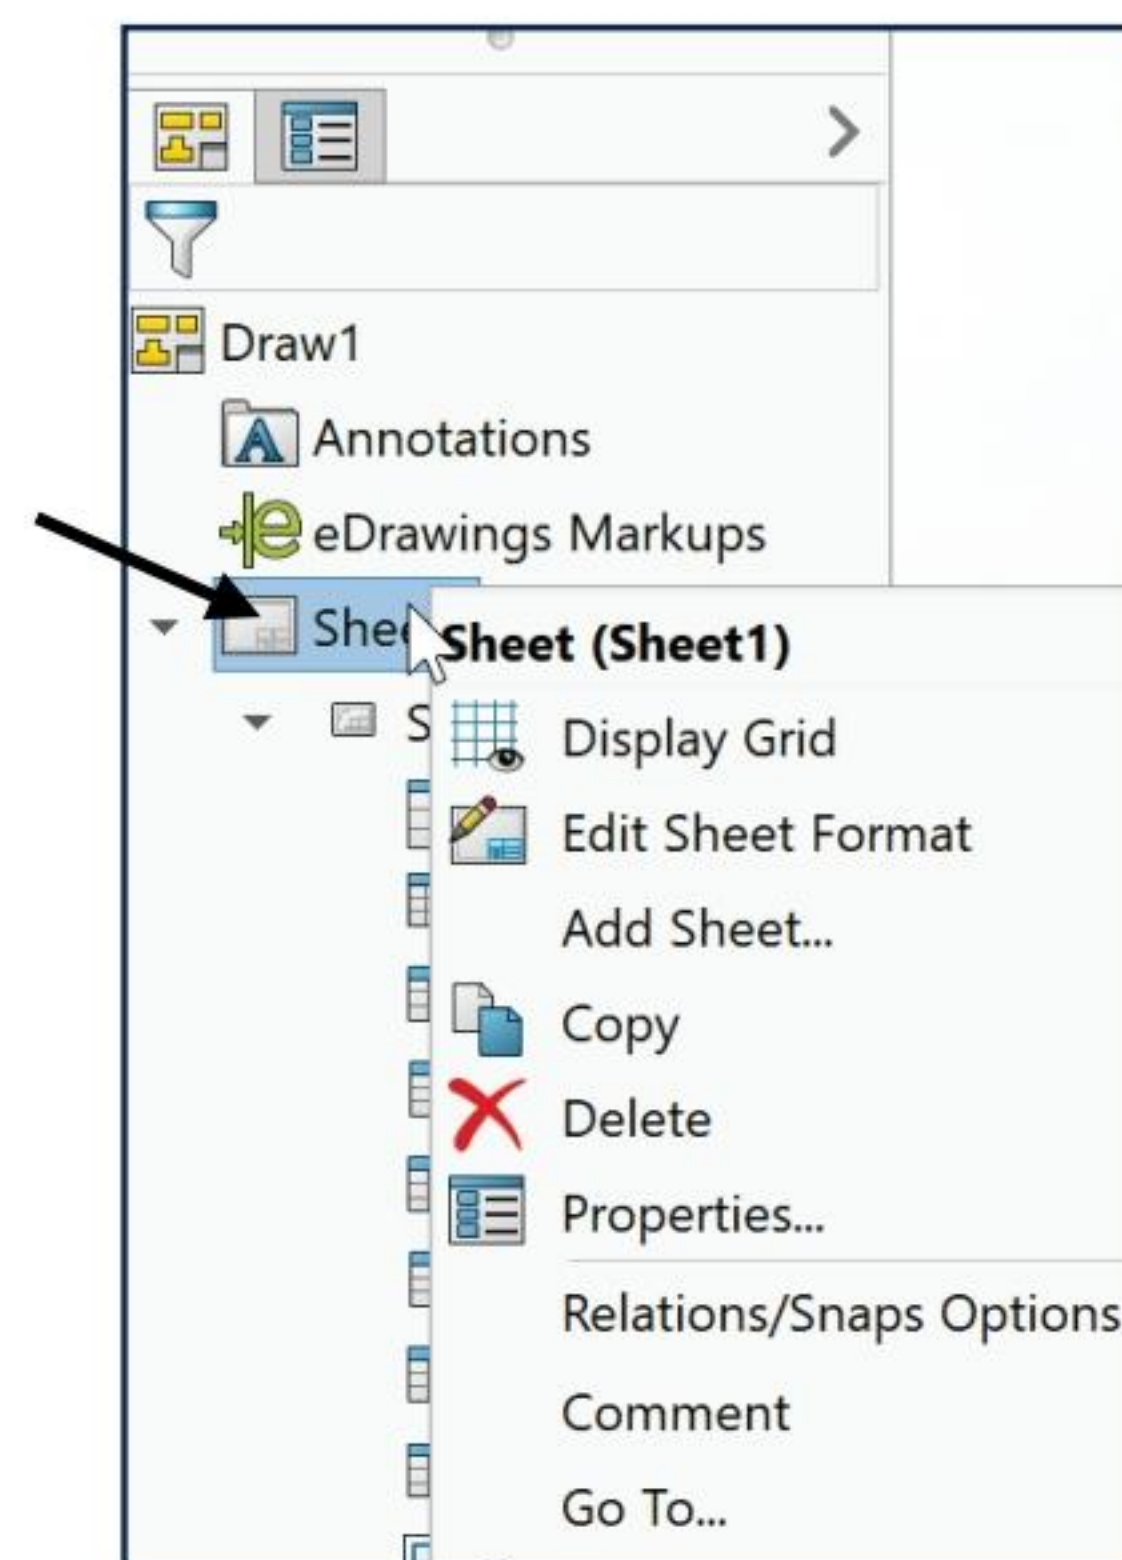 Draw1
Annotations
eDrawings Markups
Sheet (Sheet1)
Display Grid
Edit Sheet Format
Add Sheet...
Copy
Delete
Properties...
Relations/Snaps Options
Comment
Go To...